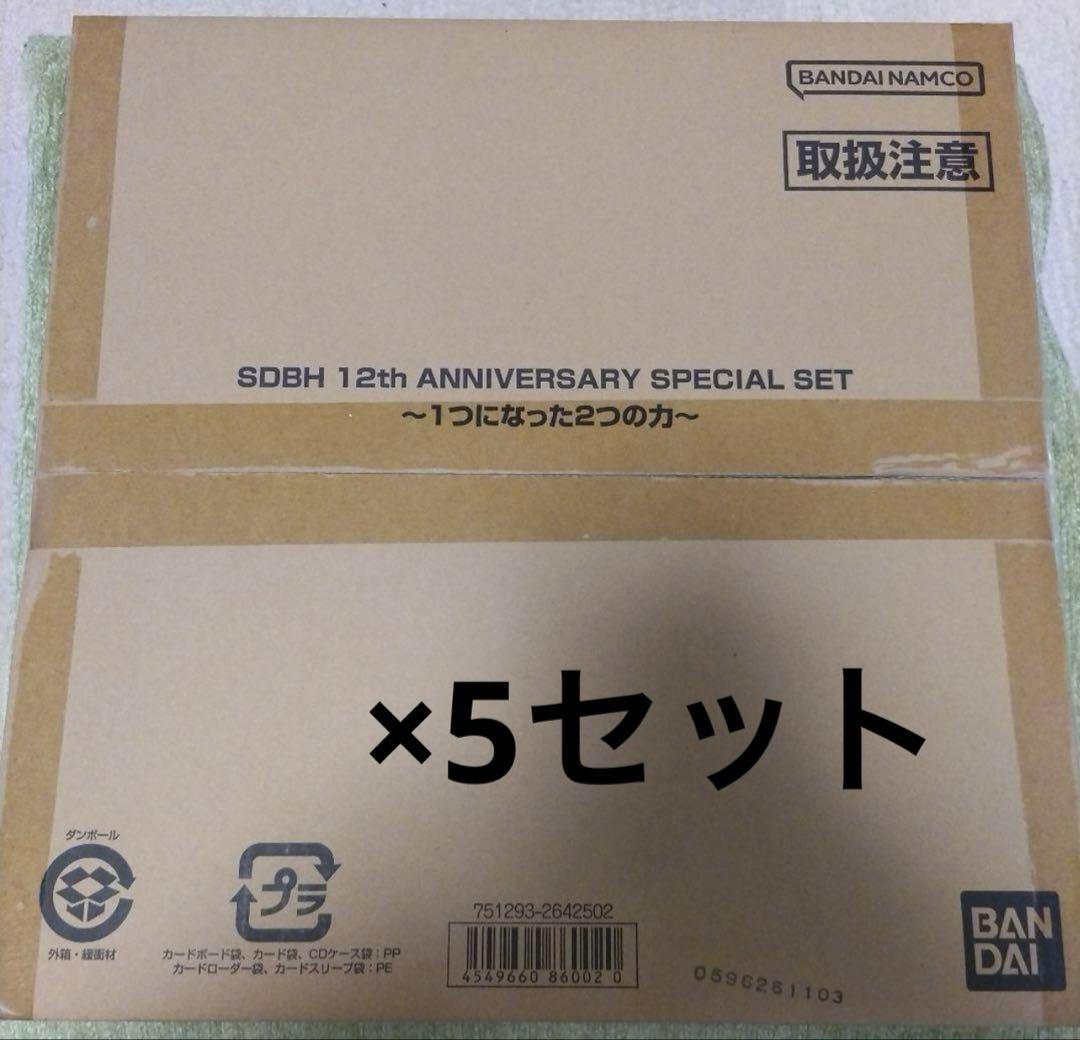 BANDAI NAMCO
取扱注意
SDBH 12th ANNIVERSARY SPECIAL SET
～1つになった2つの力～
×5セット
ダンボール
外箱・緩衝材
プラ
カードボード袋、カード袋、CDケース袋：PP
カードローダー袋、カードスリーブ袋：PE
751293-2642502
4549660 86002 0
0596261103
BAN
DAI